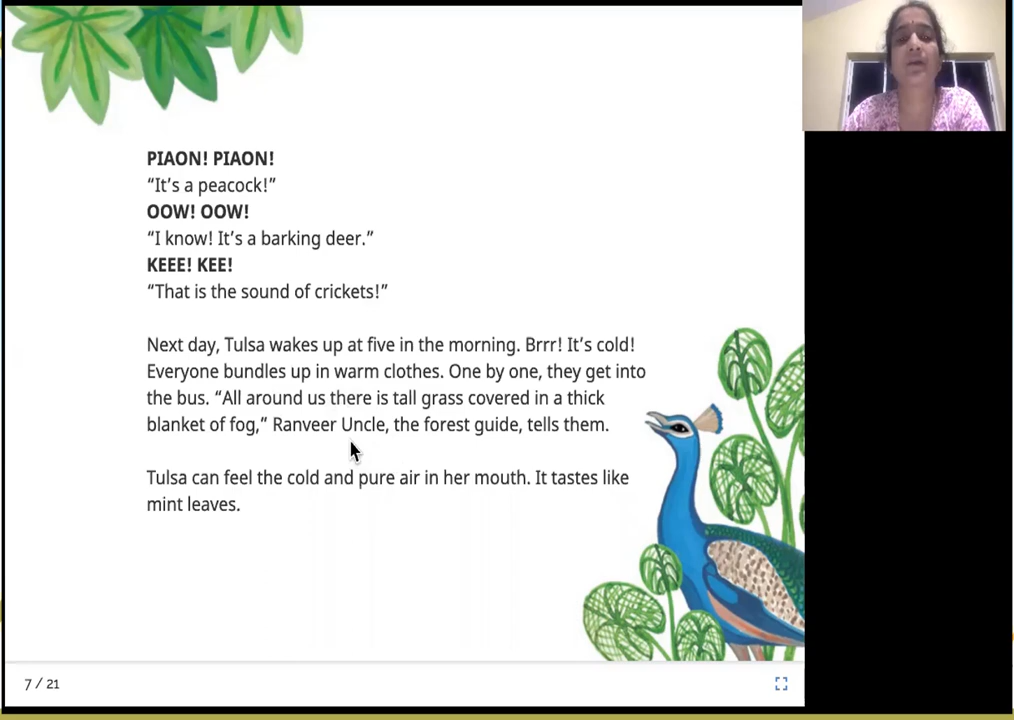 PIAON! PIAON!
“It’s a peacock!”
OOW! OOW!
“I know! It’s a barking deer.”
KEEE! KEE!
“That is the sound of crickets!”
Next day, Tulsa wakes up at five in the morning. Brrr! It’s cold!
Everyone bundles up in warm clothes. One by one, they get into
the bus. “All around us there is tall grass covered in a thick
blanket of fog,” Ranveer Uncle, the forest guide, tells them.
Tulsa can feel the cold and pure air in her mouth. It tastes like
mint leaves.
7 / 21